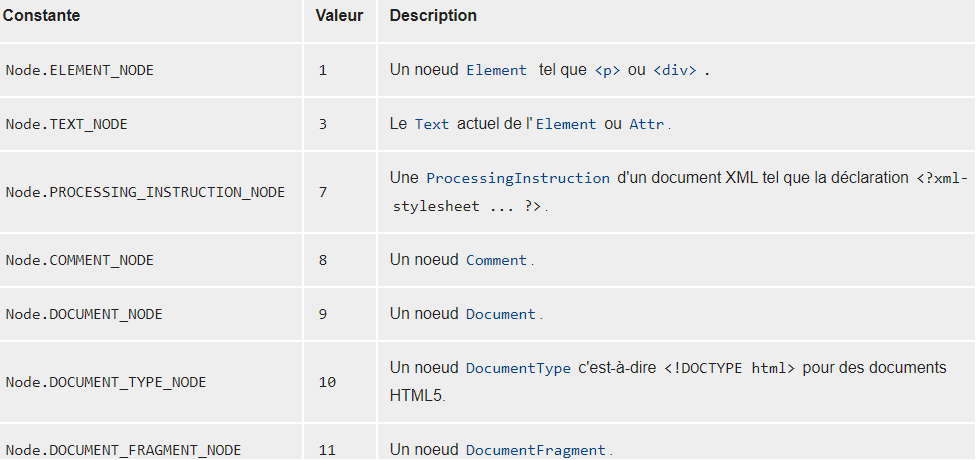 Constante Valeur Description
Node.ELEMENT_NODE 1 Un noeud Element tel que <p> ou <div> .
Node.TEXT_NODE 3 Le Text actuel de l'Element ou Attr.
Node.PROCESSING_INSTRUCTION_NODE 7 Une ProcessingInstruction d'un document XML tel que la déclaration <?xml-
stylesheet ... ?>.
Node.COMMENT_NODE 8 Un noeud Comment.
Node.DOCUMENT_NODE 9 Un noeud Document.
Node.DOCUMENT_TYPE_NODE 10 Un noeud DocumentType c'est-à-dire <!DOCTYPE html> pour des documents
HTML5.
Node.DOCUMENT_FRAGMENT_NODE 11 Un noeud DocumentFragment.